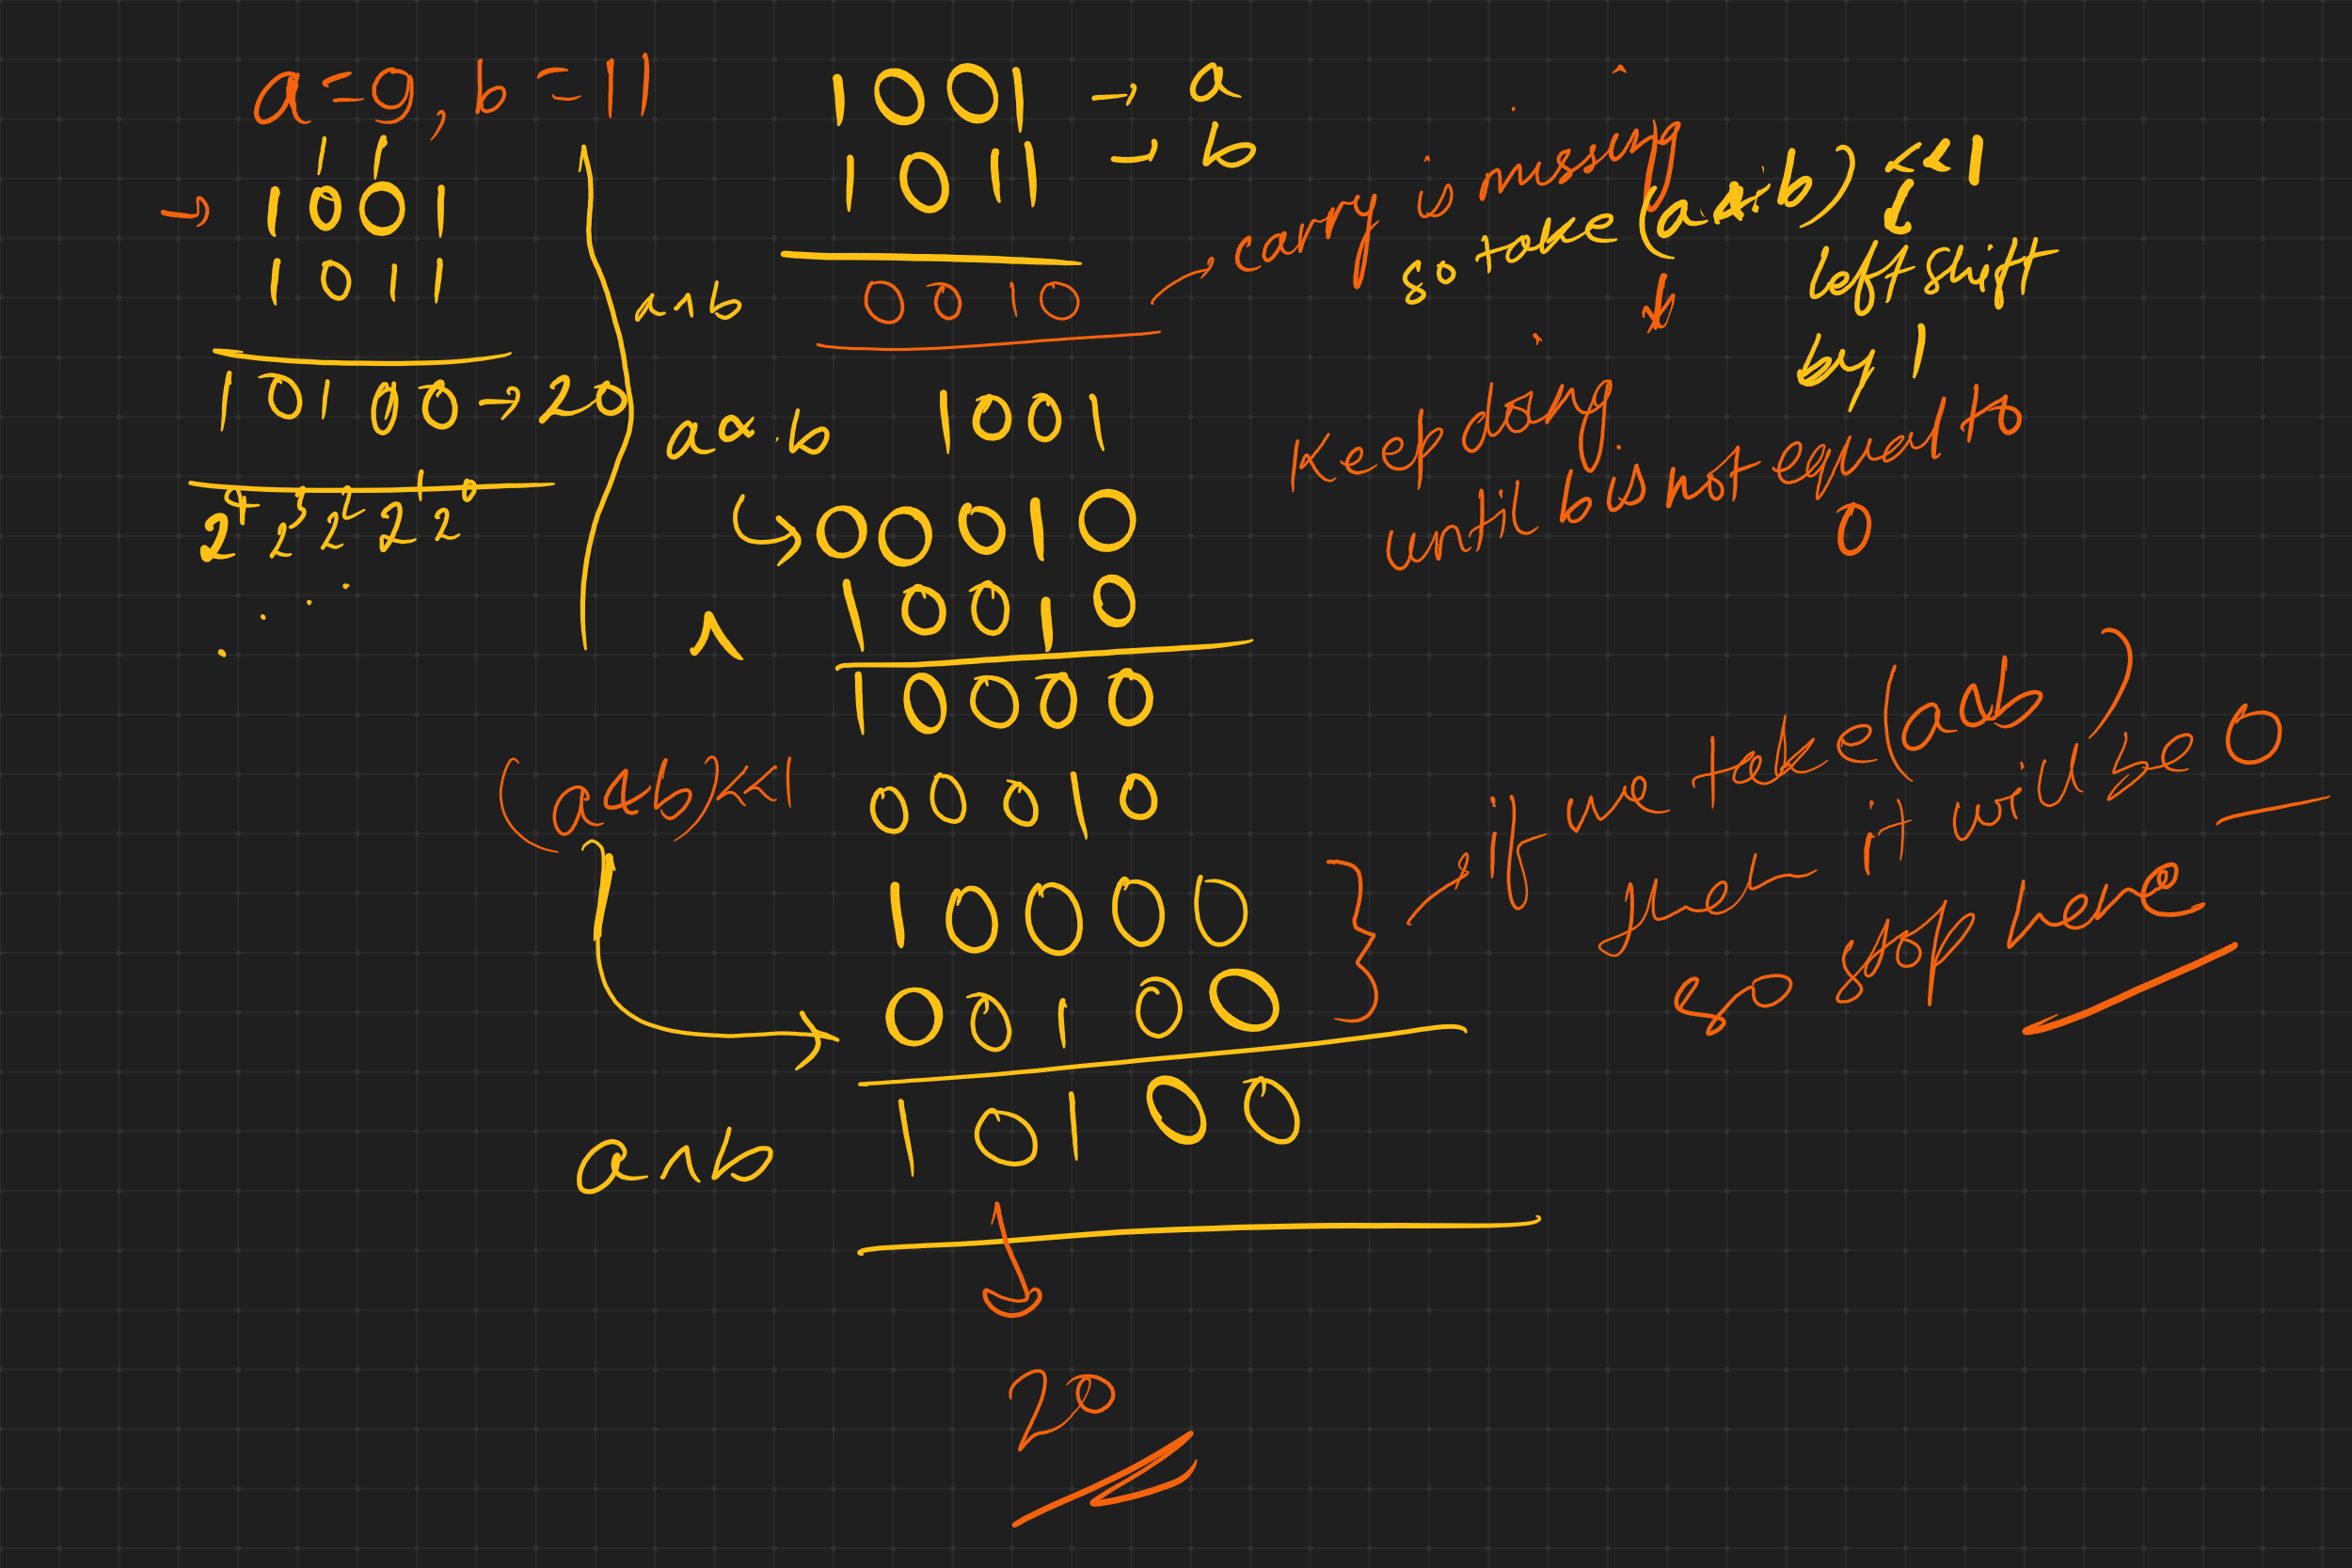 a=9, b=11
1 1
→ 1001
1011
10100 → 20
2^4 2^3 2^2 2^1 2^0
1001 → a
1011 → b
a^b 0010 → carry is missing
so take (a&b) << 1
left shift
by 1
a&b 1001
Keep doing
until b is not equal to
0
↳ 00010
^ 10010
10000
(a&b)<<1 00010
10000
00100
→ if we take (a&b)
then it will be 0
so stop here
a^b 10100
20